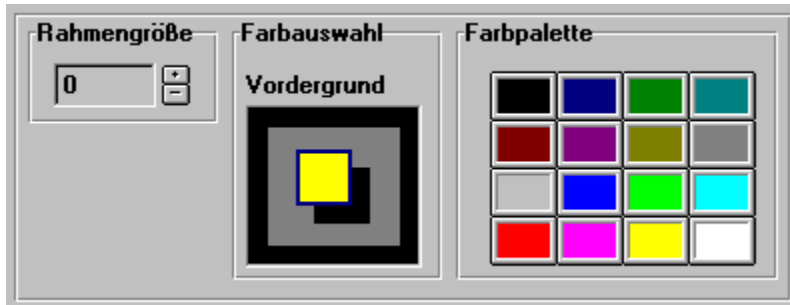 Rahmengröße
0
+
−
Farbauswahl
Vordergrund
Farbpalette